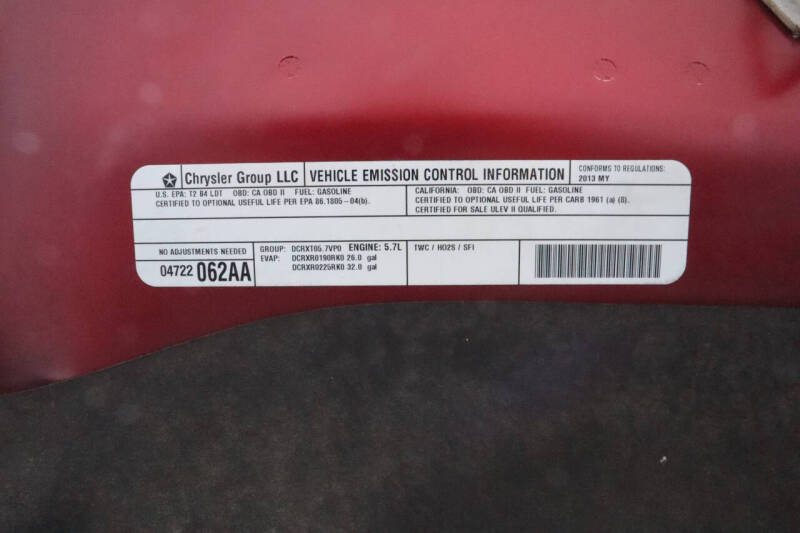 Chrysler Group LLC
VEHICLE EMISSION CONTROL INFORMATION
CONFORMS TO REGULATIONS:
2013 MY
U.S. EPA: T2 B4 LDT OBD: CA OBD II FUEL: GASOLINE
CERTIFIED TO OPTIONAL USEFUL LIFE PER EPA 86.1805-04(b).
CALIFORNIA: OBD: CA OBD II FUEL: GASOLINE
CERTIFIED TO OPTIONAL USEFUL LIFE PER CARB 1961 (a) (8).
CERTIFIED FOR SALE ULEV II QUALIFIED.
NO ADJUSTMENTS NEEDED
04722 062AA
GROUP: DCRXT05.7VP0 ENGINE: 5.7L
EVAP: DCRXR0190RK0 26.0 gal
DCRXR0225RK0 32.0 gal
TWC / HO2S / SFI